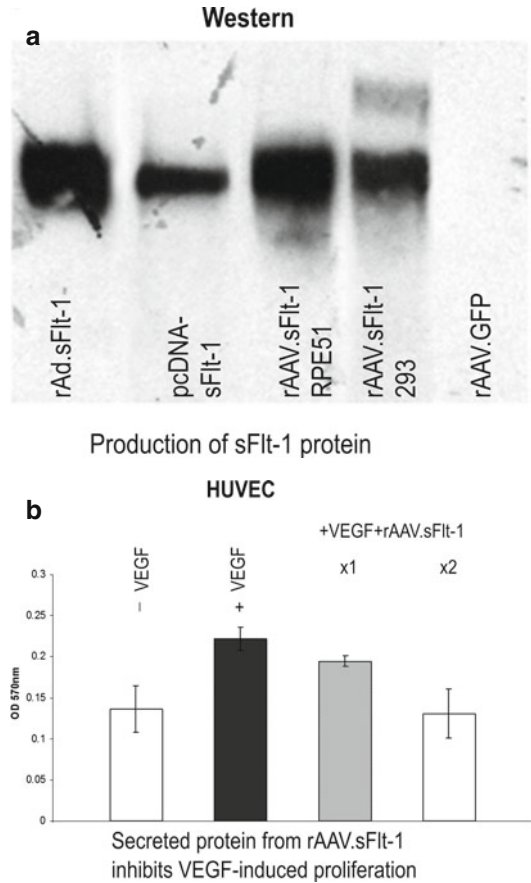 Western
a
rAd.sFlt-1
pcDNA-
sFlt-1
rAAV.sFlt-1
RPE51
rAAV.sFlt-1
293
rAAV.GFP
Production of sFlt-1 protein
HUVEC
b
+VEGF+rAAV.sFlt-1
– VEGF
+ VEGF
x1
x2
0.3
0.25
0.2
0.15
0.1
0.05
0
OD 570nm
Secreted protein from rAAV.sFlt-1
inhibits VEGF-induced proliferation